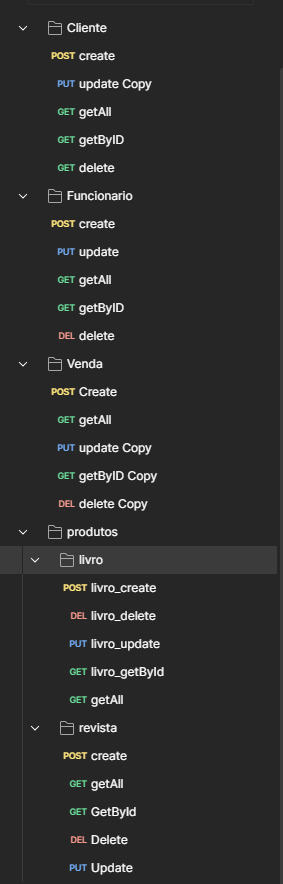 Cliente
POST create
PUT update Copy
GET getAll
GET getByID
GET delete
Funcionario
POST create
PUT update
GET getAll
GET getByID
DEL delete
Venda
POST Create
GET getAll
PUT update Copy
GET getByID Copy
DEL delete Copy
produtos
livro
POST livro_create
DEL livro_delete
PUT livro_update
GET livro_getById
GET getAll
revista
POST create
GET getAll
GET GetById
DEL Delete
PUT Update